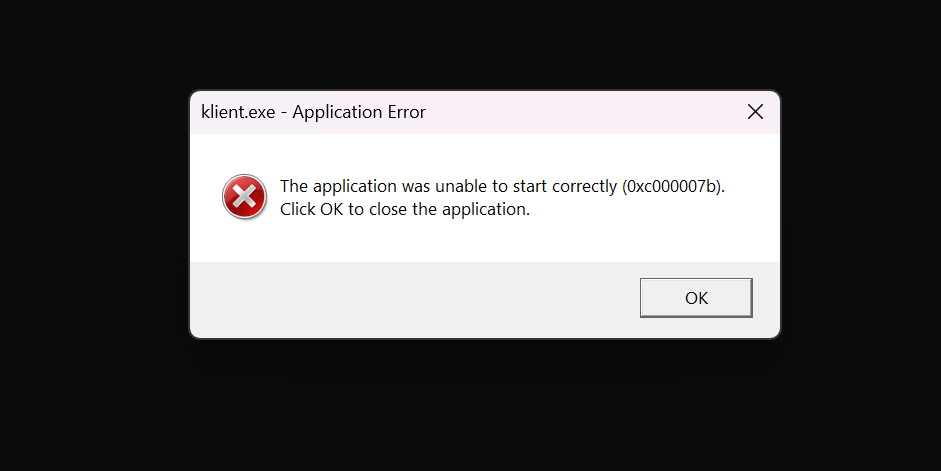 klient.exe - Application Error
The application was unable to start correctly (0xc000007b).
Click OK to close the application.
OK